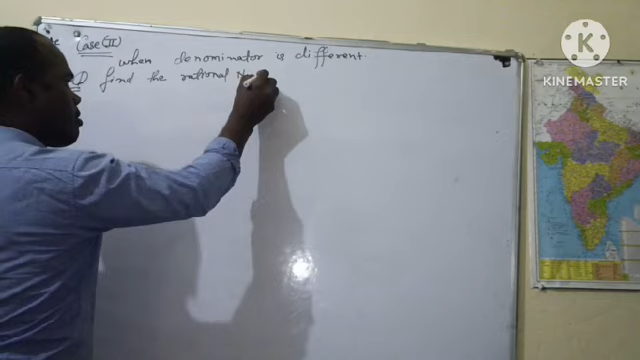 Case (II)
when denominator is different.
find the rational
KINEMASTER